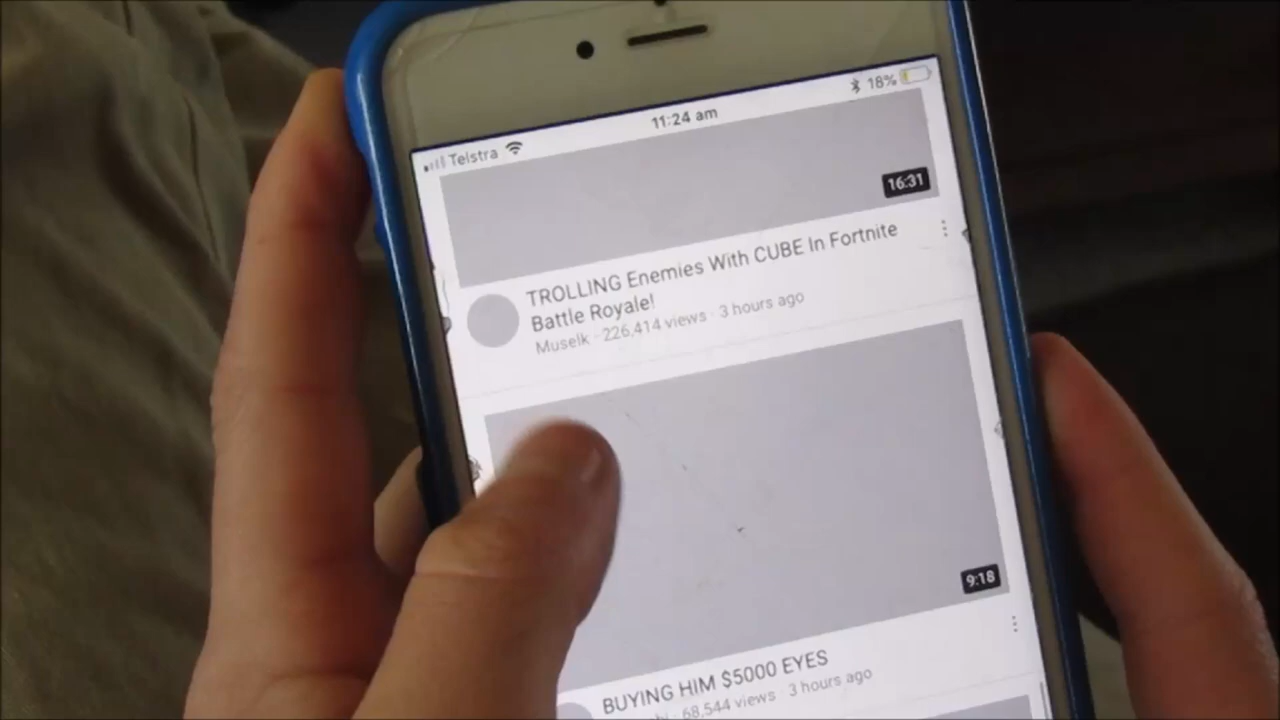 Telstra 11:24 am 18%
16:31
TROLLING Enemies With CUBE In Fortnite
Battle Royale!
Muselk · 226,414 views · 3 hours ago
9:18
BUYING HIM $5000 EYES
68,544 views · 3 hours ago